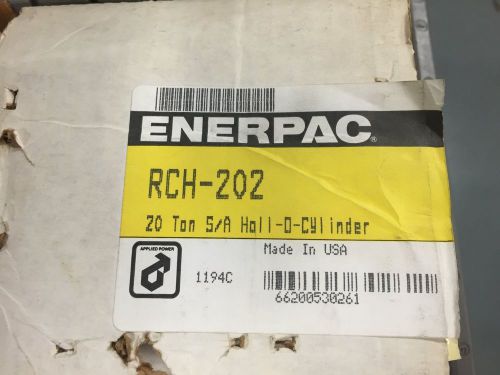 ENERPAC®
RCH-202
20 Ton S/A Holl-O-Cylinder
Made In USA
APPLIED POWER
1194C
66200530261